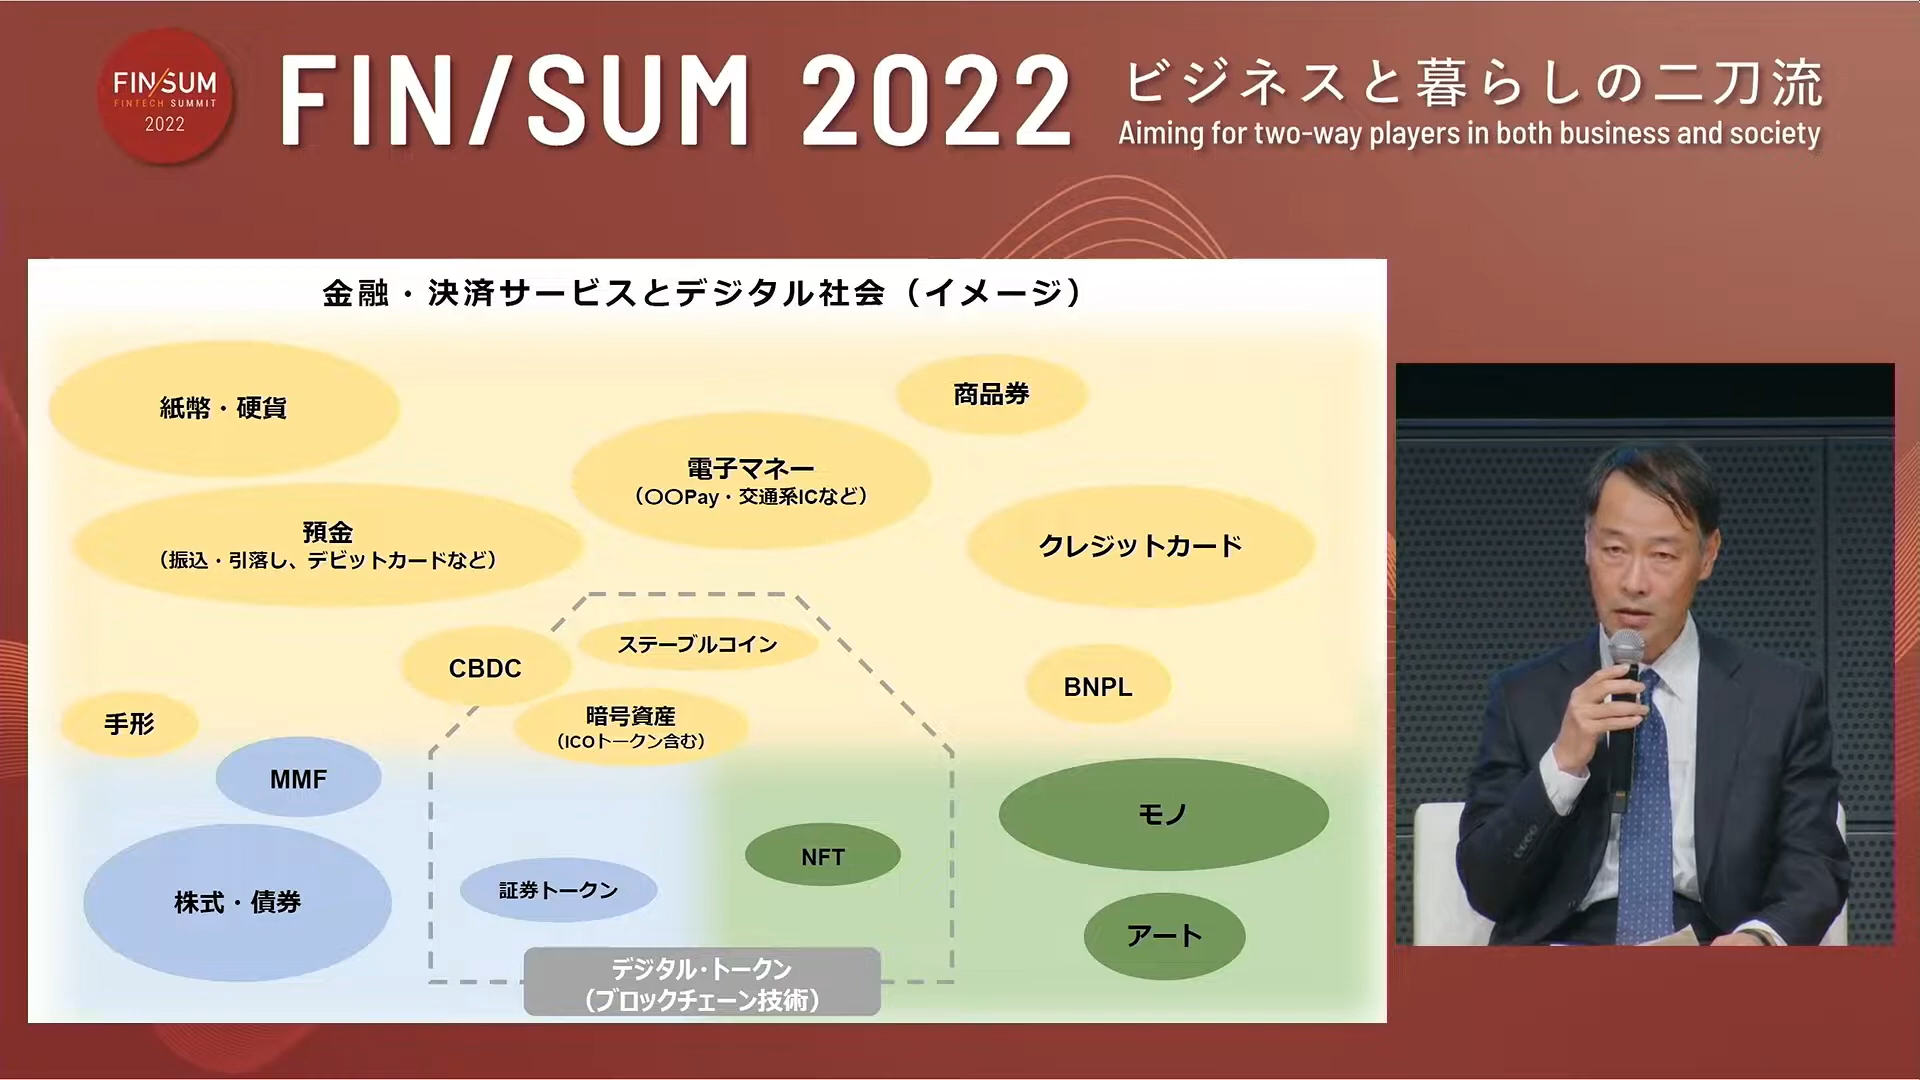 FIN/SUM
FINTECH SUMMIT
2022
FIN/SUM 2022
ビジネスと暮らしの二刀流
Aiming for two-way players in both business and society
金融・決済サービスとデジタル社会（イメージ）
紙幣・硬貨
商品券
電子マネー
（〇〇Pay・交通系ICなど）
預金
（振込・引落し、デビットカードなど）
クレジットカード
ステーブルコイン
CBDC
BNPL
手形
暗号資産
（ICOトークン含む）
MMF
モノ
NFT
株式・債券
証券トークン
アート
デジタル・トークン
（ブロックチェーン技術）